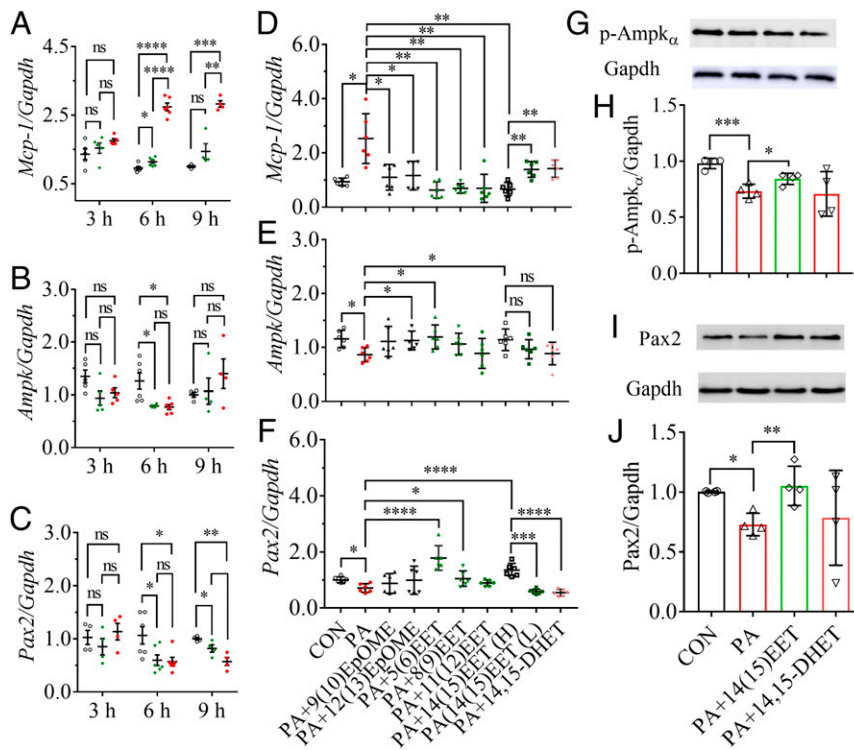 A
Mcp-1/Gapdh
4.5
2.5
0.5
ns
ns
ns
****
****
*
***
**
ns
3 h
6 h
9 h
B
Ampk/Gapdh
3.0
2.0
1.0
0.0
ns
ns
ns
*
*
ns
ns
ns
ns
3 h
6 h
9 h
C
Pax2/Gapdh
3.0
2.0
1.0
0.0
ns
ns
ns
*
*
ns
**
*
3 h
6 h
9 h
D
Mcp-1/Gapdh
6.0
4.0
2.0
0.0
**
**
**
**
*
*
*
**
**
E
Ampk/Gapdh
3.0
2.0
1.0
0.0
*
*
*
*
ns
ns
F
Pax2/Gapdh
6.0
4.0
2.0
0.0
****
*
****
*
****
***
CON
PA
PA+9(10)EpOME
PA+12(13)EpOME
PA+5(6)EET
PA+8(9)EET
PA+11(12)EET
PA+14(15)EET (H)
PA(14(15)EET (L)
PA+14,15-DHET
G
p-Ampkα
Gapdh
H
p-Ampkα/Gapdh
1.5
1.0
0.5
0.0
***
*
I
Pax2
Gapdh
J
Pax2/Gapdh
1.5
1.0
0.5
0.0
*
**
CON
PA
PA+14(15)EET
PA+14,15-DHET